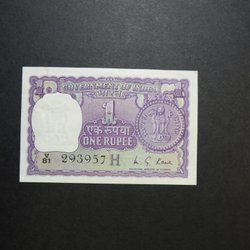 GOVERNMENT OF INDIA
1
एक रुपया
ONE RUPEE
V/81 293957 H